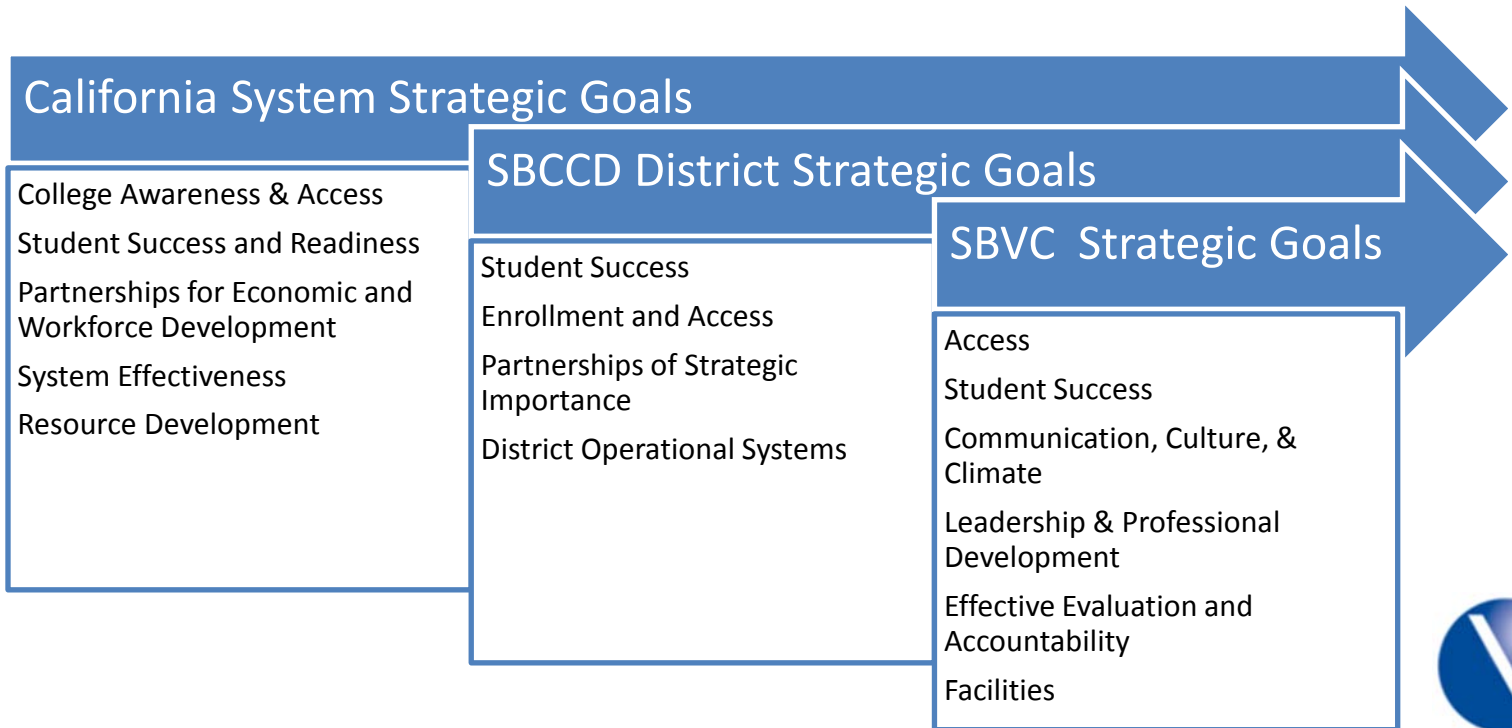 California System Strategic Goals
College Awareness & Access
Student Success and Readiness
Partnerships for Economic and
Workforce Development
System Effectiveness
Resource Development
SBCCD District Strategic Goals
Student Success
Enrollment and Access
Partnerships of Strategic
Importance
District Operational Systems
SBVC  Strategic Goals
Access
Student Success
Communication, Culture, &
Climate
Leadership & Professional
Development
Effective Evaluation and
Accountability
Facilities